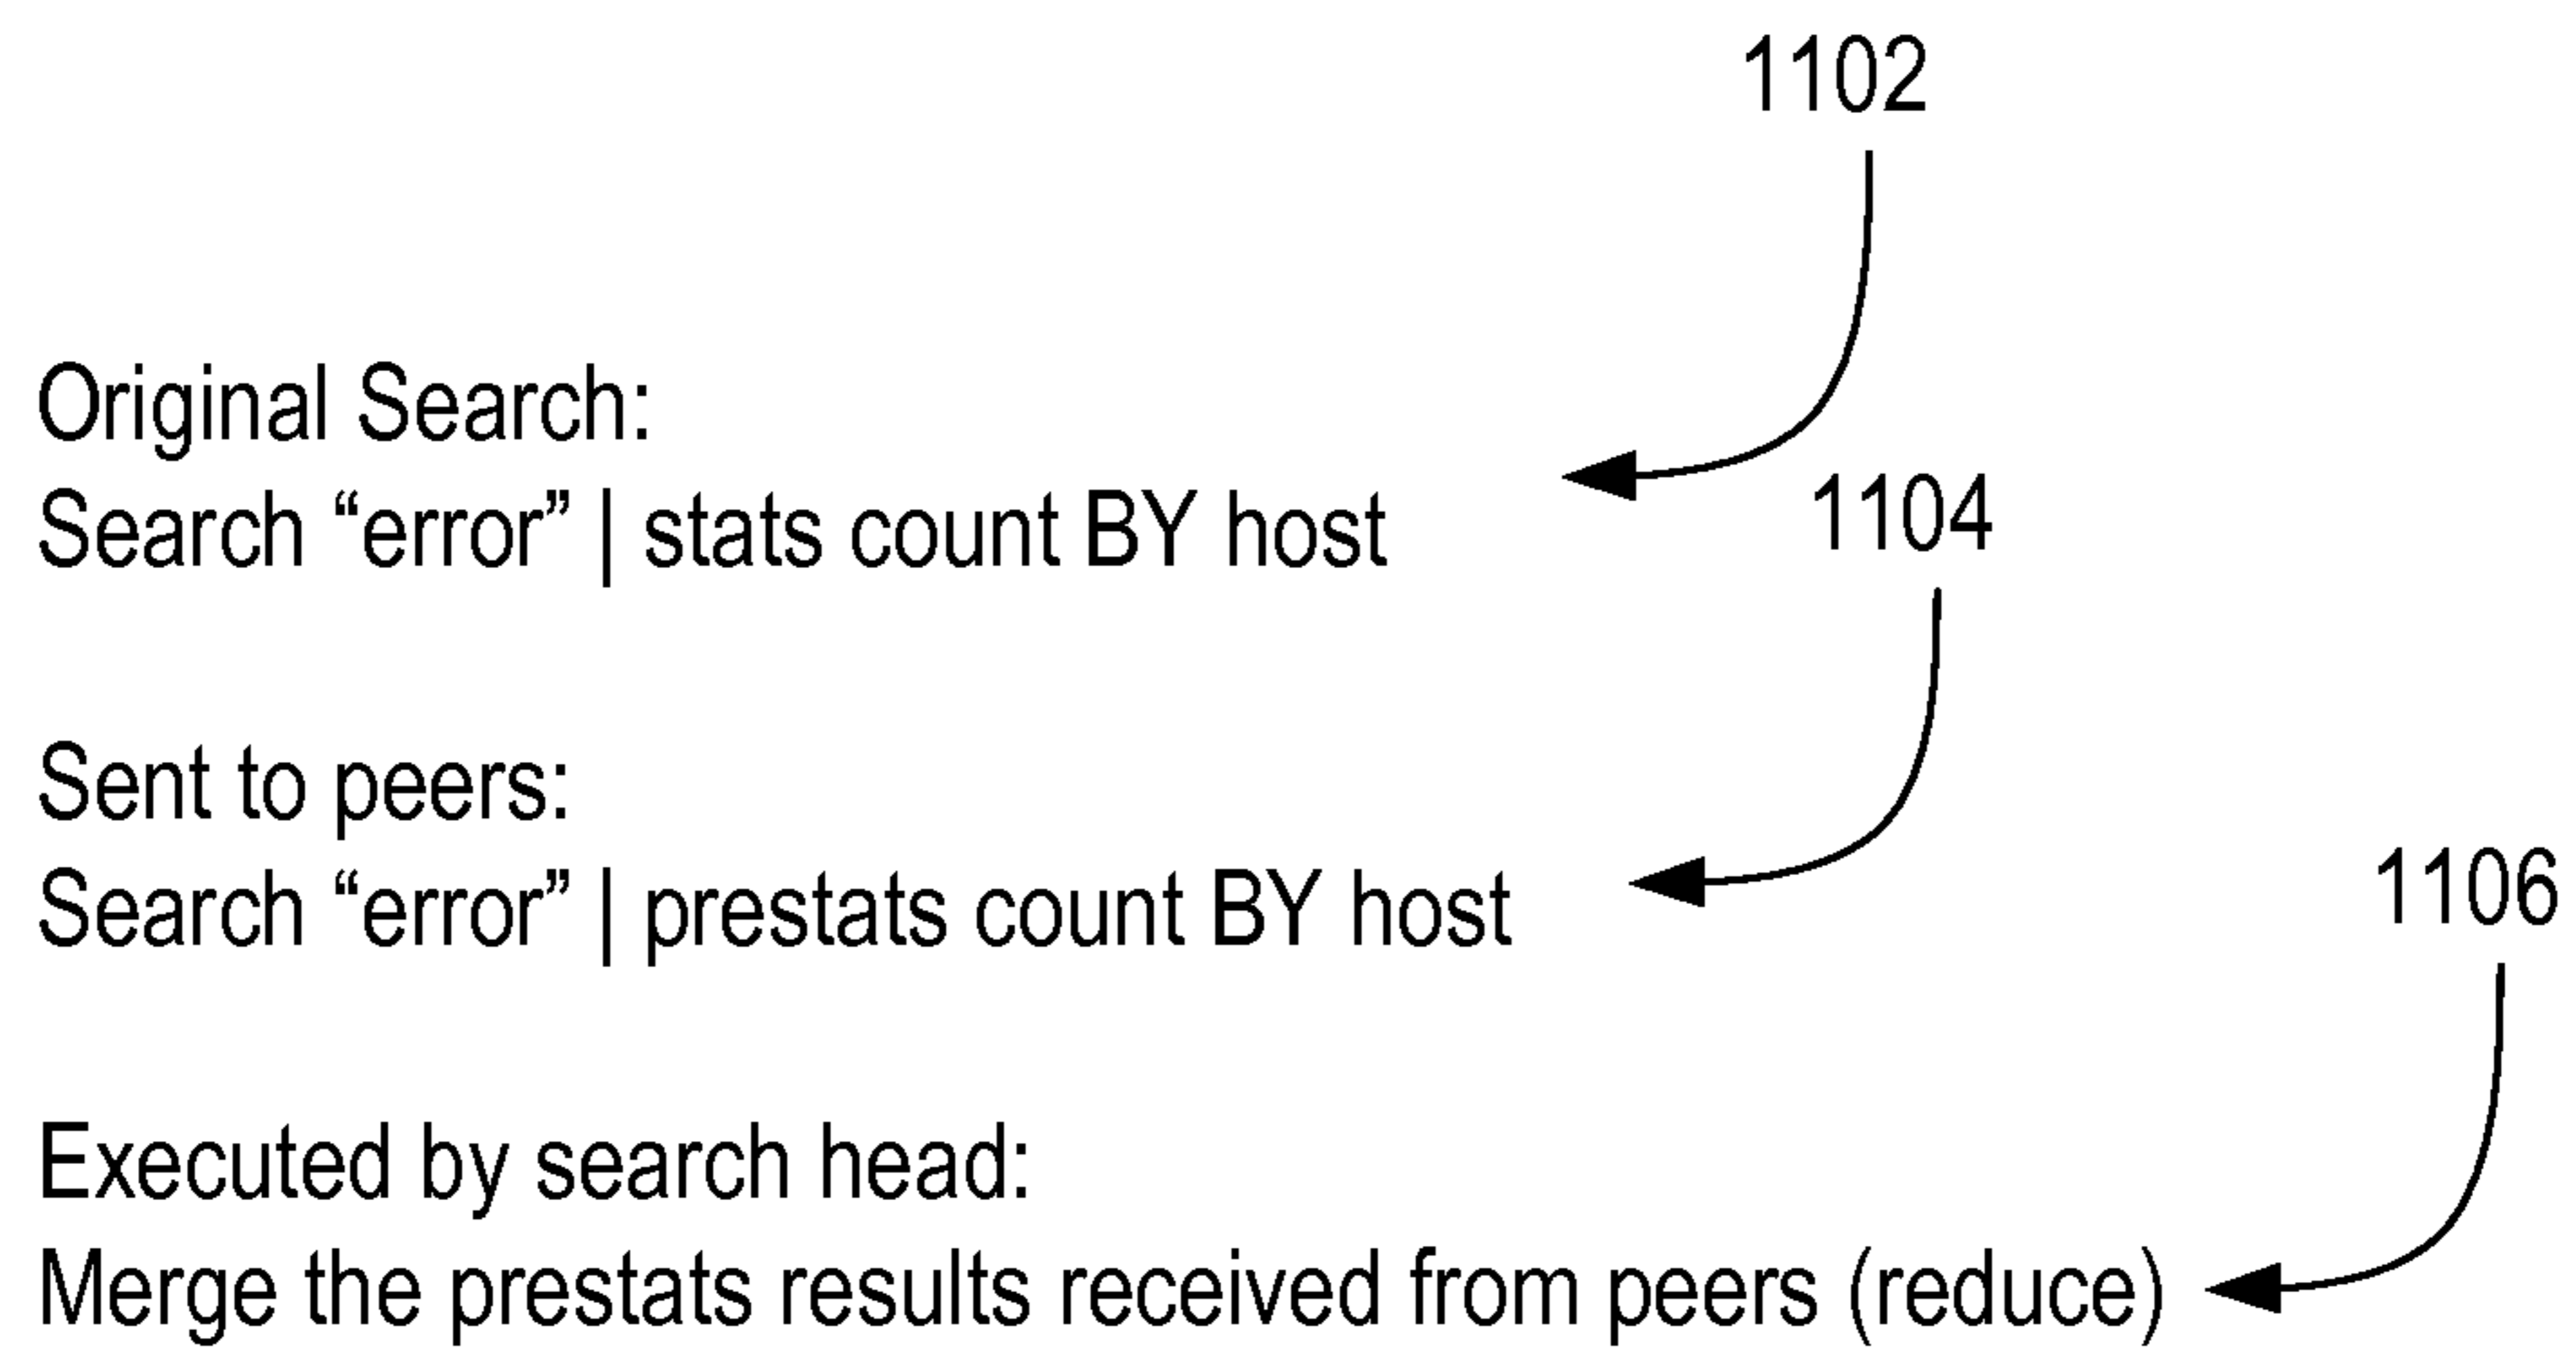 1102
Original Search:
Search “error” | stats count BY host
1104
Sent to peers:
Search “error” | prestats count BY host
1106
Executed by search head:
Merge the prestats results received from peers (reduce)